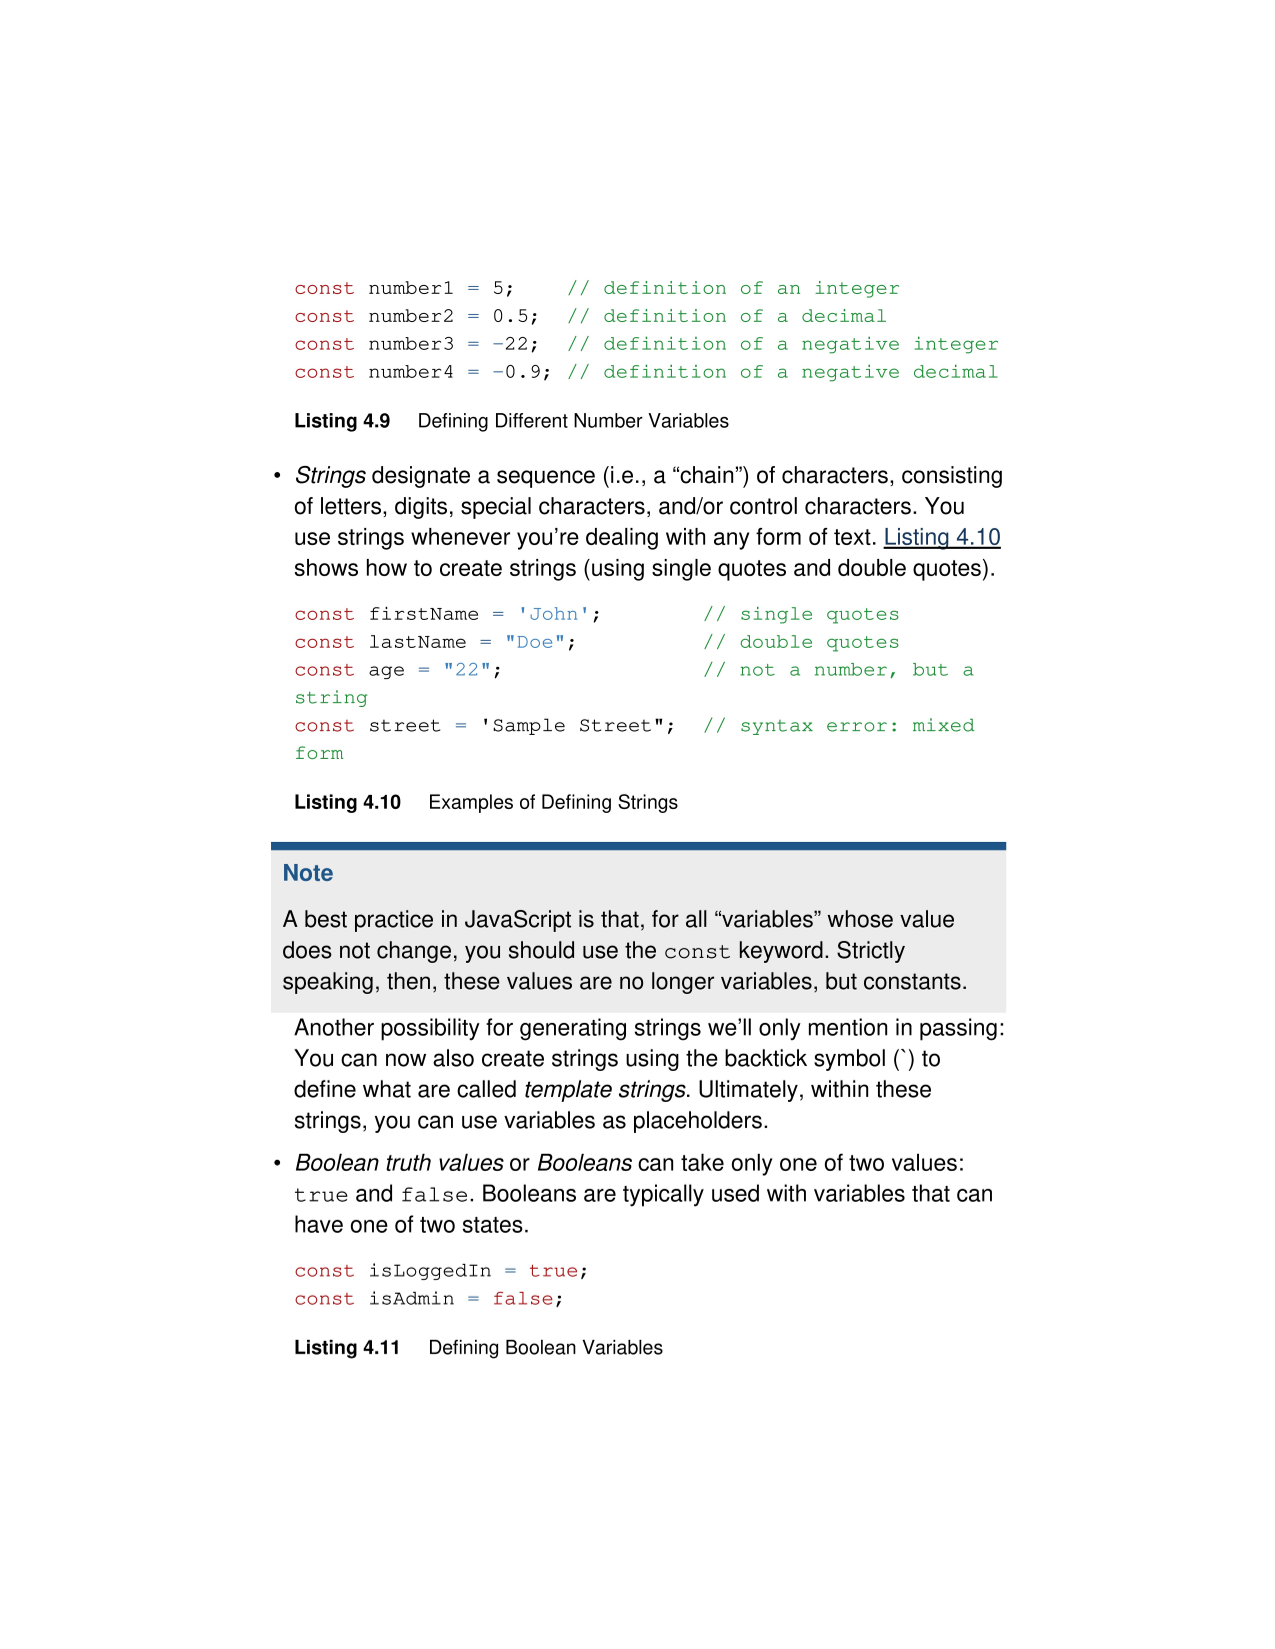 const number1 = 5;    // definition of an integer
const number2 = 0.5;  // definition of a decimal
const number3 = -22;  // definition of a negative integer
const number4 = -0.9; // definition of a negative decimal
Listing 4.9 Defining Different Number Variables
• Strings designate a sequence (i.e., a “chain”) of characters, consisting
of letters, digits, special characters, and/or control characters. You
use strings whenever you’re dealing with any form of text. Listing 4.10
shows how to create strings (using single quotes and double quotes).
const firstName = 'John';        // single quotes
const lastName = "Doe";          // double quotes
const age = "22";                // not a number, but a
string
const street = 'Sample Street";  // syntax error: mixed
form
Listing 4.10 Examples of Defining Strings
Note
A best practice in JavaScript is that, for all “variables” whose value
does not change, you should use the const keyword. Strictly
speaking, then, these values are no longer variables, but constants.
Another possibility for generating strings we’ll only mention in passing:
You can now also create strings using the backtick symbol (`) to
define what are called template strings. Ultimately, within these
strings, you can use variables as placeholders.
• Boolean truth values or Booleans can take only one of two values:
true and false. Booleans are typically used with variables that can
have one of two states.
const isLoggedIn = true;
const isAdmin = false;
Listing 4.11 Defining Boolean Variables